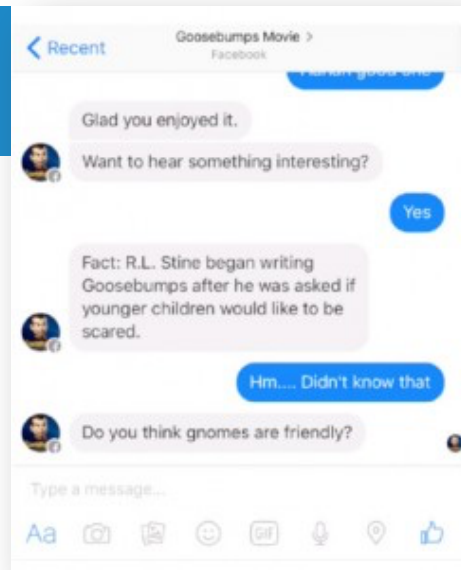 Recent
Goosebumps Movie >
Facebook
good one
Glad you enjoyed it.
Want to hear something interesting?
Yes
Fact: R.L. Stine began writing
Goosebumps after he was asked if
younger children would like to be
scared.
Hm.... Didn't know that
Do you think gnomes are friendly?
Type a message...
Aa
GIF